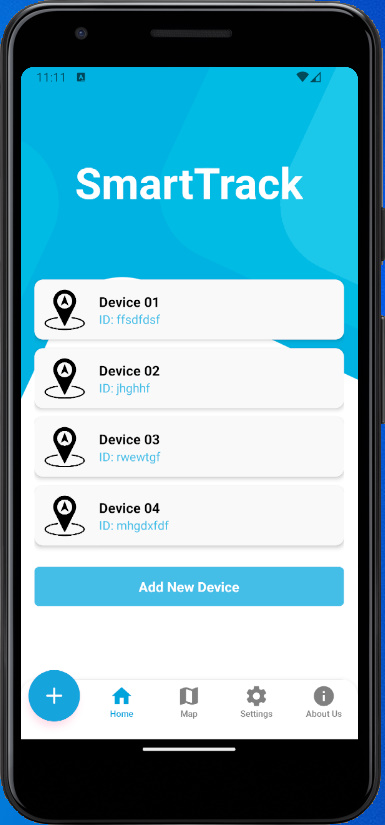 11:11
SmartTrack
Device 01
ID: ffsdfdsf
Device 02
ID: jhghhf
Device 03
ID: rwewtgf
Device 04
ID: mhgdxfdf
Add New Device
Home
Map
Settings
About Us